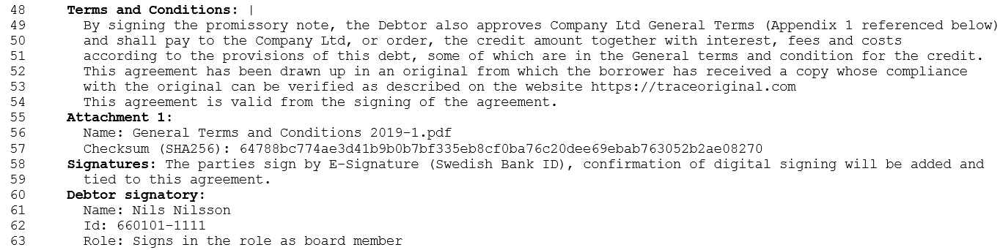 48 Terms and Conditions: |
49 By signing the promissory note, the Debtor also approves Company Ltd General Terms (Appendix 1 referenced below)
50 and shall pay to the Company Ltd, or order, the credit amount together with interest, fees and costs
51 according to the provisions of this debt, some of which are in the General terms and condition for the credit.
52 This agreement has been drawn up in an original from which the borrower has received a copy whose compliance
53 with the original can be verified as described on the website https://traceoriginal.com
54 This agreement is valid from the signing of the agreement.
55 Attachment 1:
56 Name: General Terms and Conditions 2019-1.pdf
57 Checksum (SHA256): 64788bc774ae3d41b9b0b7bf335eb8cf0ba76c20dee69ebab763052b2ae08270
58 Signatures: The parties sign by E-Signature (Swedish Bank ID), confirmation of digital signing will be added and
59 tied to this agreement.
60 Debtor signatory:
61 Name: Nils Nilsson
62 Id: 660101-1111
63 Role: Signs in the role as board member